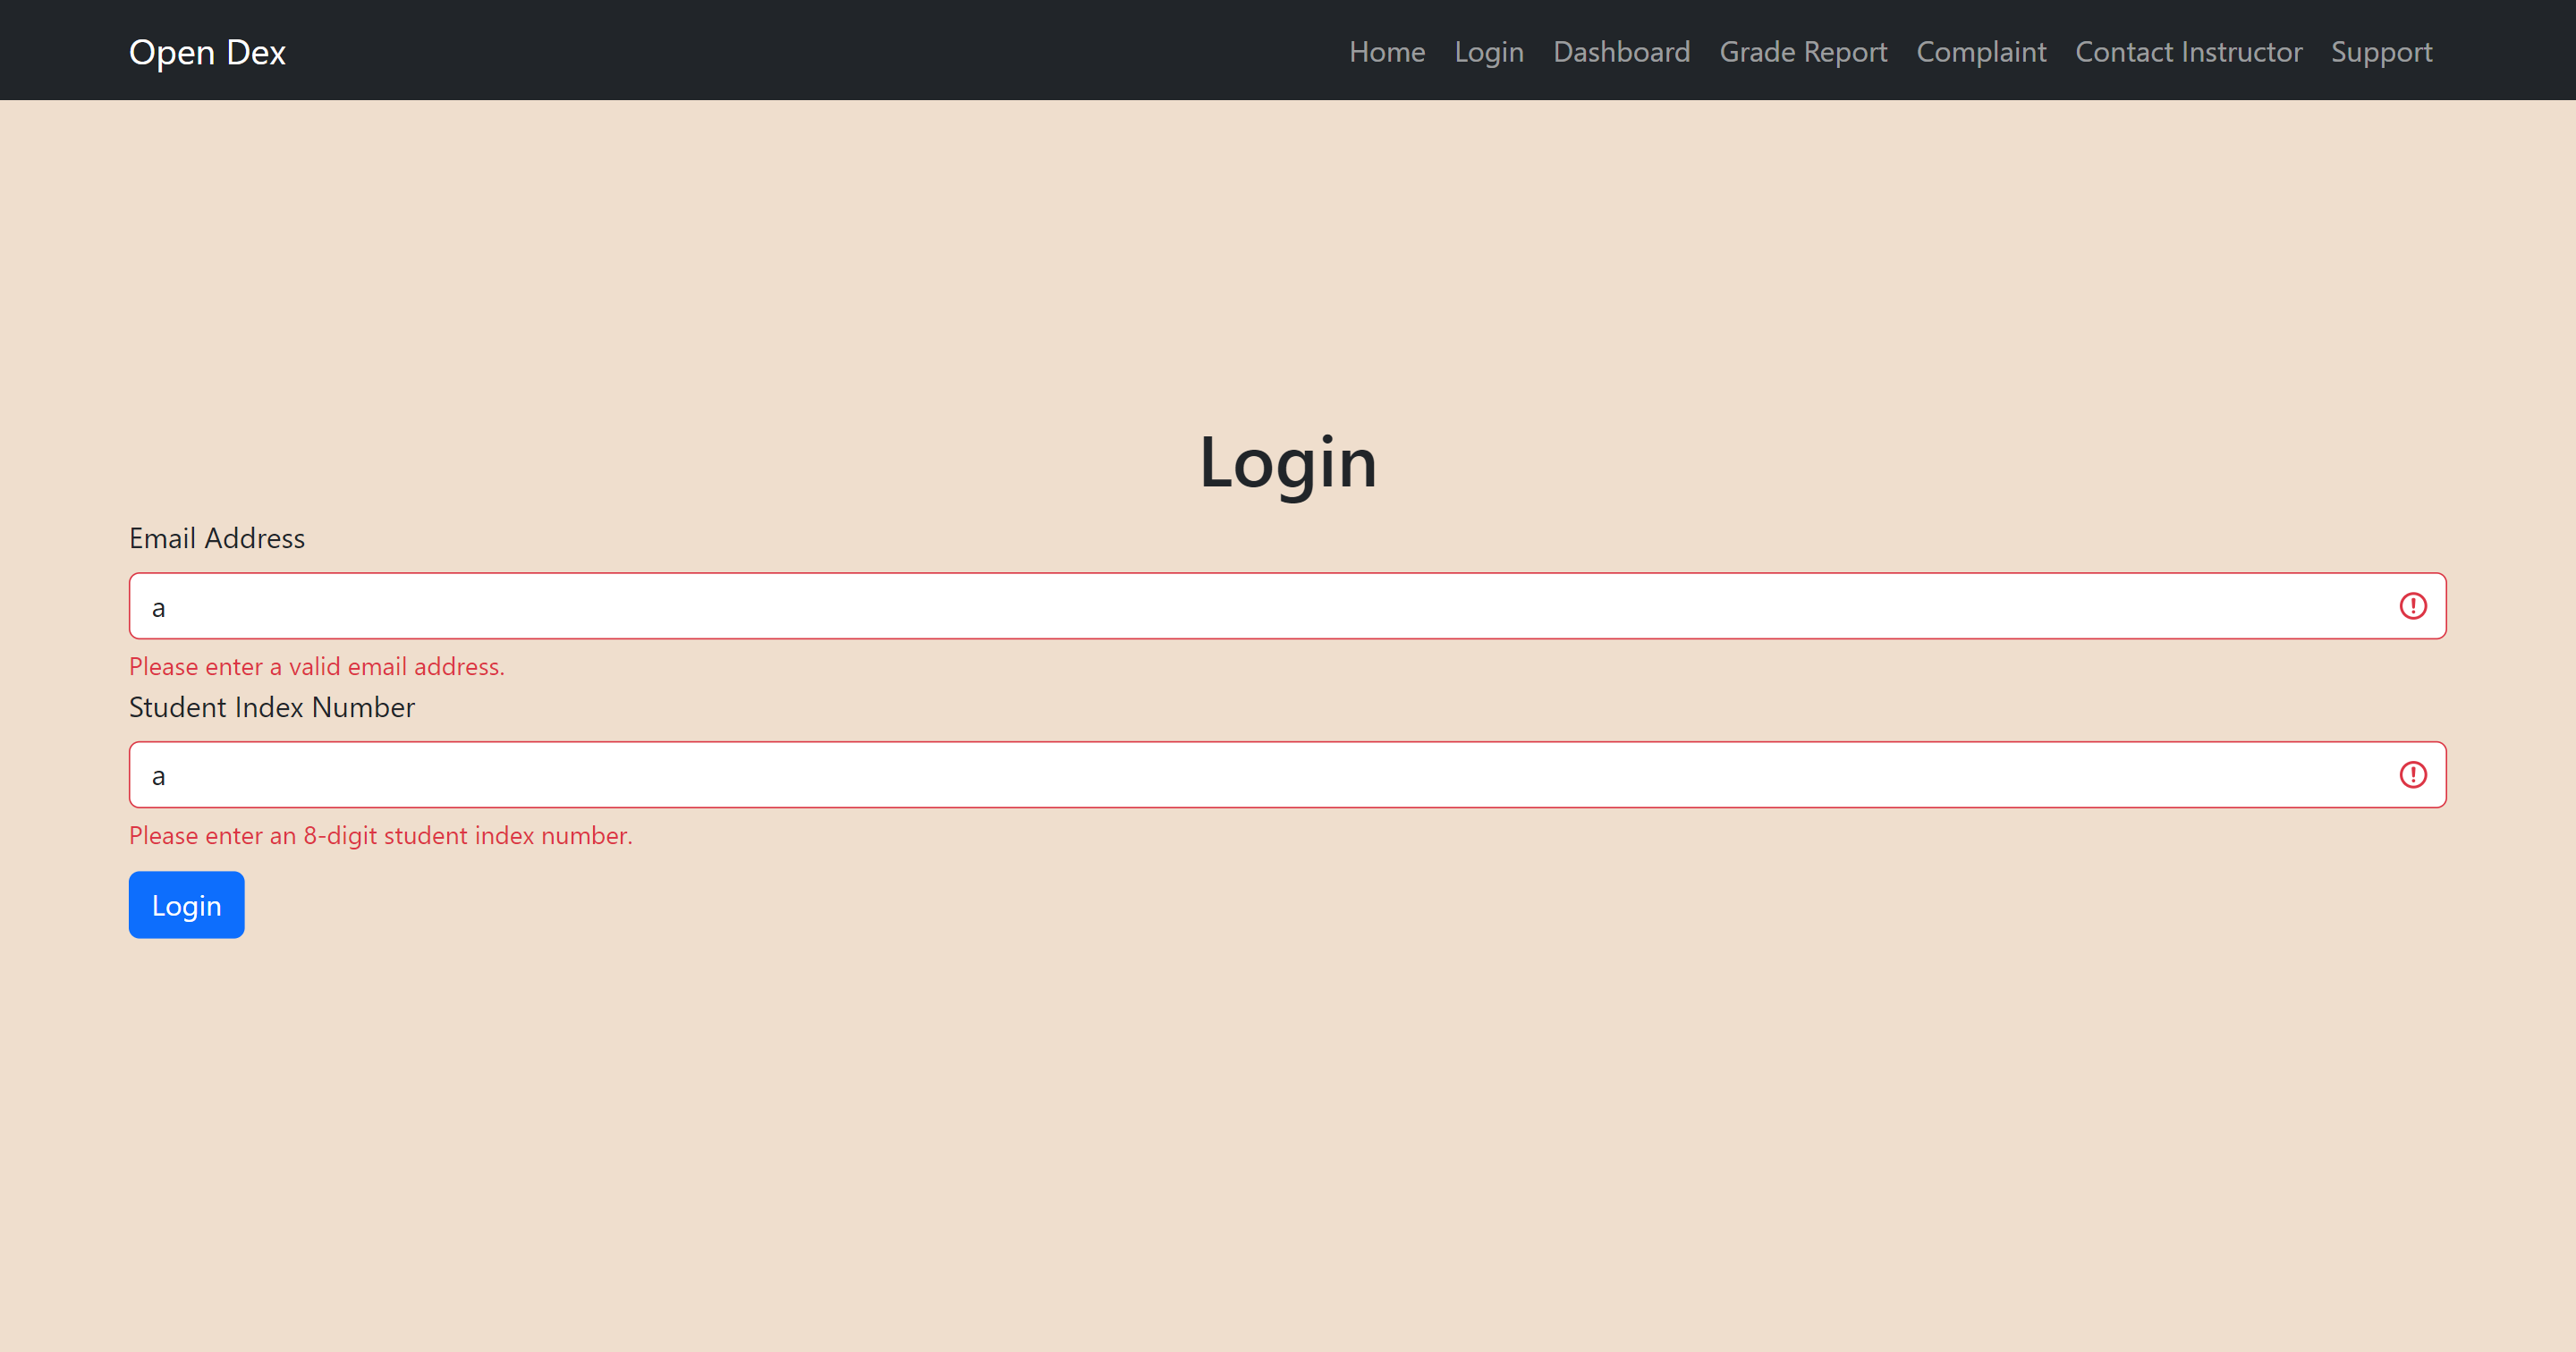 Open Dex Home Login Dashboard Grade Report Complaint Contact Instructor Support
Login
Email Address
a
Please enter a valid email address.
Student Index Number
a
Please enter an 8-digit student index number.
Login